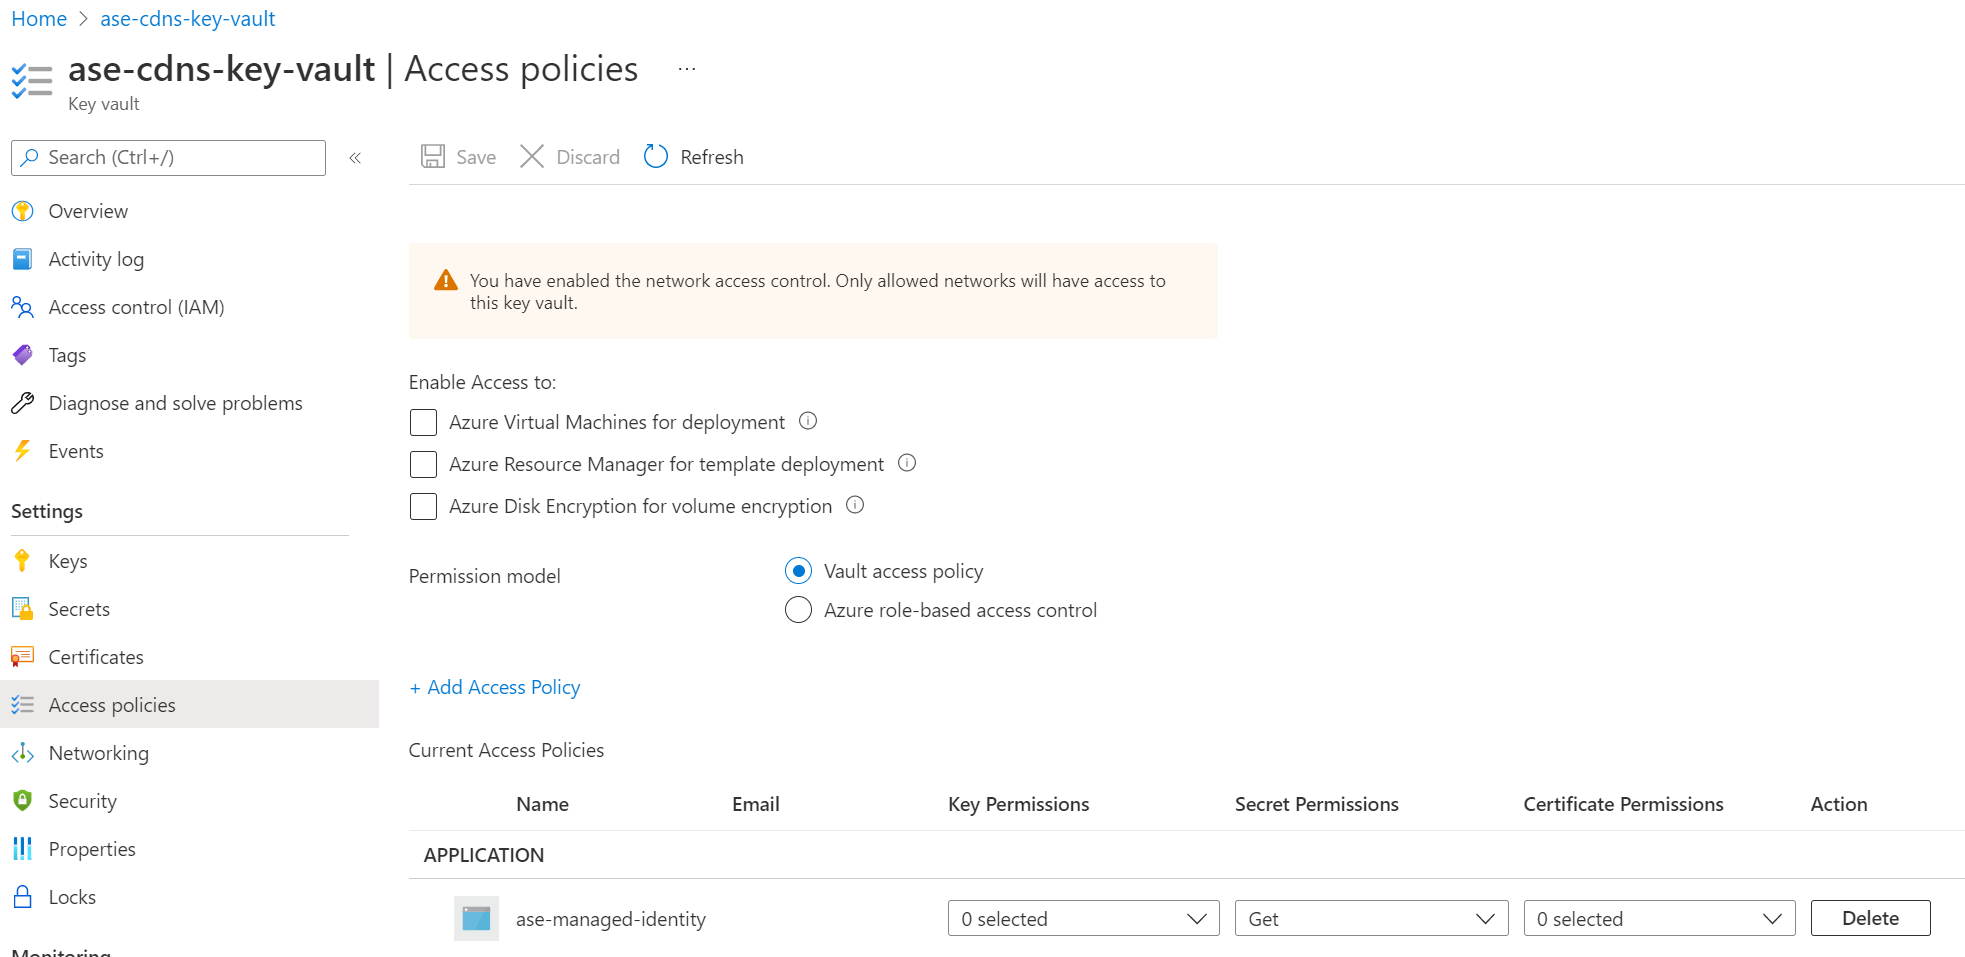 Home > ase-cdns-key-vault
ase-cdns-key-vault | Access policies ...
Key vault
Search (Ctrl+/)
«
Save
Discard
Refresh
Overview
Activity log
Access control (IAM)
Tags
Diagnose and solve problems
Events
Settings
Keys
Secrets
Certificates
Access policies
Networking
Security
Properties
Locks
Monitoring
You have enabled the network access control. Only allowed networks will have access to
this key vault.
Enable Access to:
Azure Virtual Machines for deployment
Azure Resource Manager for template deployment
Azure Disk Encryption for volume encryption
Permission model
Vault access policy
Azure role-based access control
+ Add Access Policy
Current Access Policies
Name Email Key Permissions Secret Permissions Certificate Permissions Action
APPLICATION
ase-managed-identity 0 selected Get 0 selected Delete